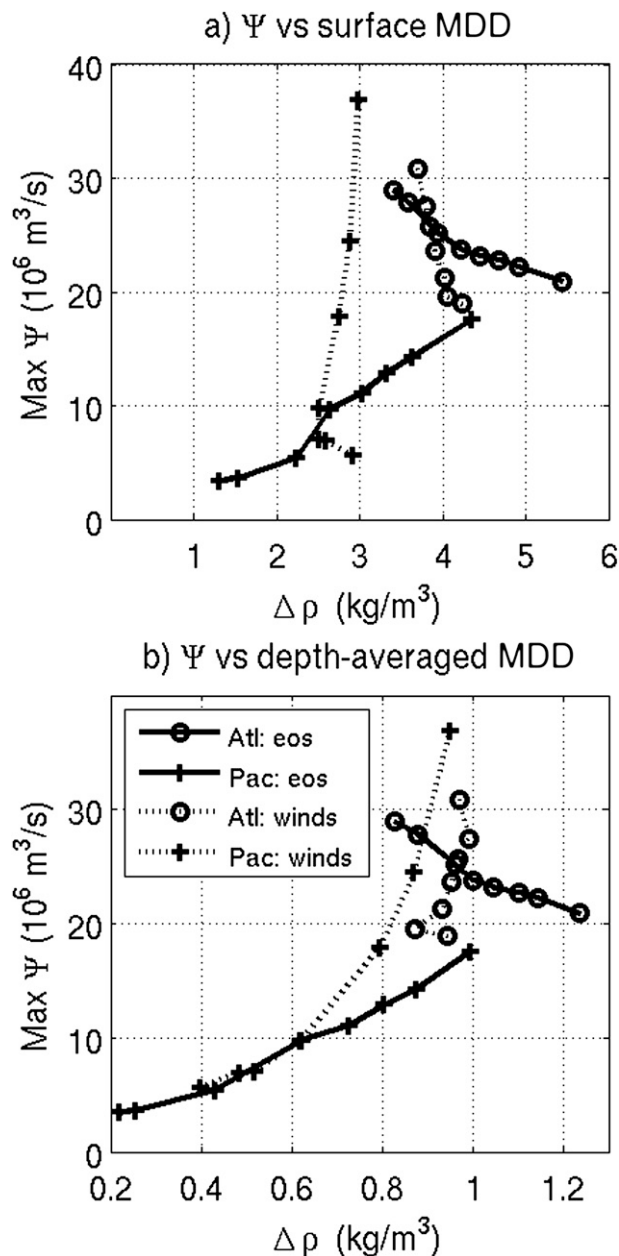 a) Ψ vs surface MDD
40
30
20
10
0
Max Ψ (10⁶ m³/s)
1 2 3 4 5 6
Δ ρ (kg/m³)
b) Ψ vs depth-averaged MDD
Atl: eos
Pac: eos
Atl: winds
Pac: winds
30
20
10
0
Max Ψ (10⁶ m³/s)
0.2 0.4 0.6 0.8 1 1.2
Δ ρ (kg/m³)